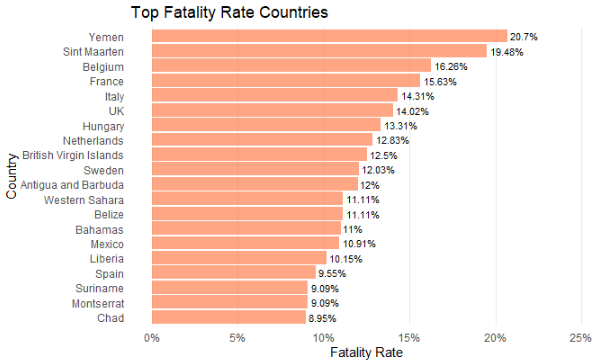 Top Fatality Rate Countries
Country
Yemen 20.7%
Sint Maarten 19.48%
Belgium 16.26%
France 15.63%
Italy 14.31%
UK 14.02%
Hungary 13.31%
Netherlands 12.83%
British Virgin Islands 12.5%
Sweden 12.03%
Antigua and Barbuda 12%
Western Sahara 11.11%
Belize 11.11%
Bahamas 11%
Mexico 10.91%
Liberia 10.15%
Spain 9.55%
Suriname 9.09%
Montserrat 9.09%
Chad 8.95%
0% 5% 10% 15% 20% 25%
Fatality Rate